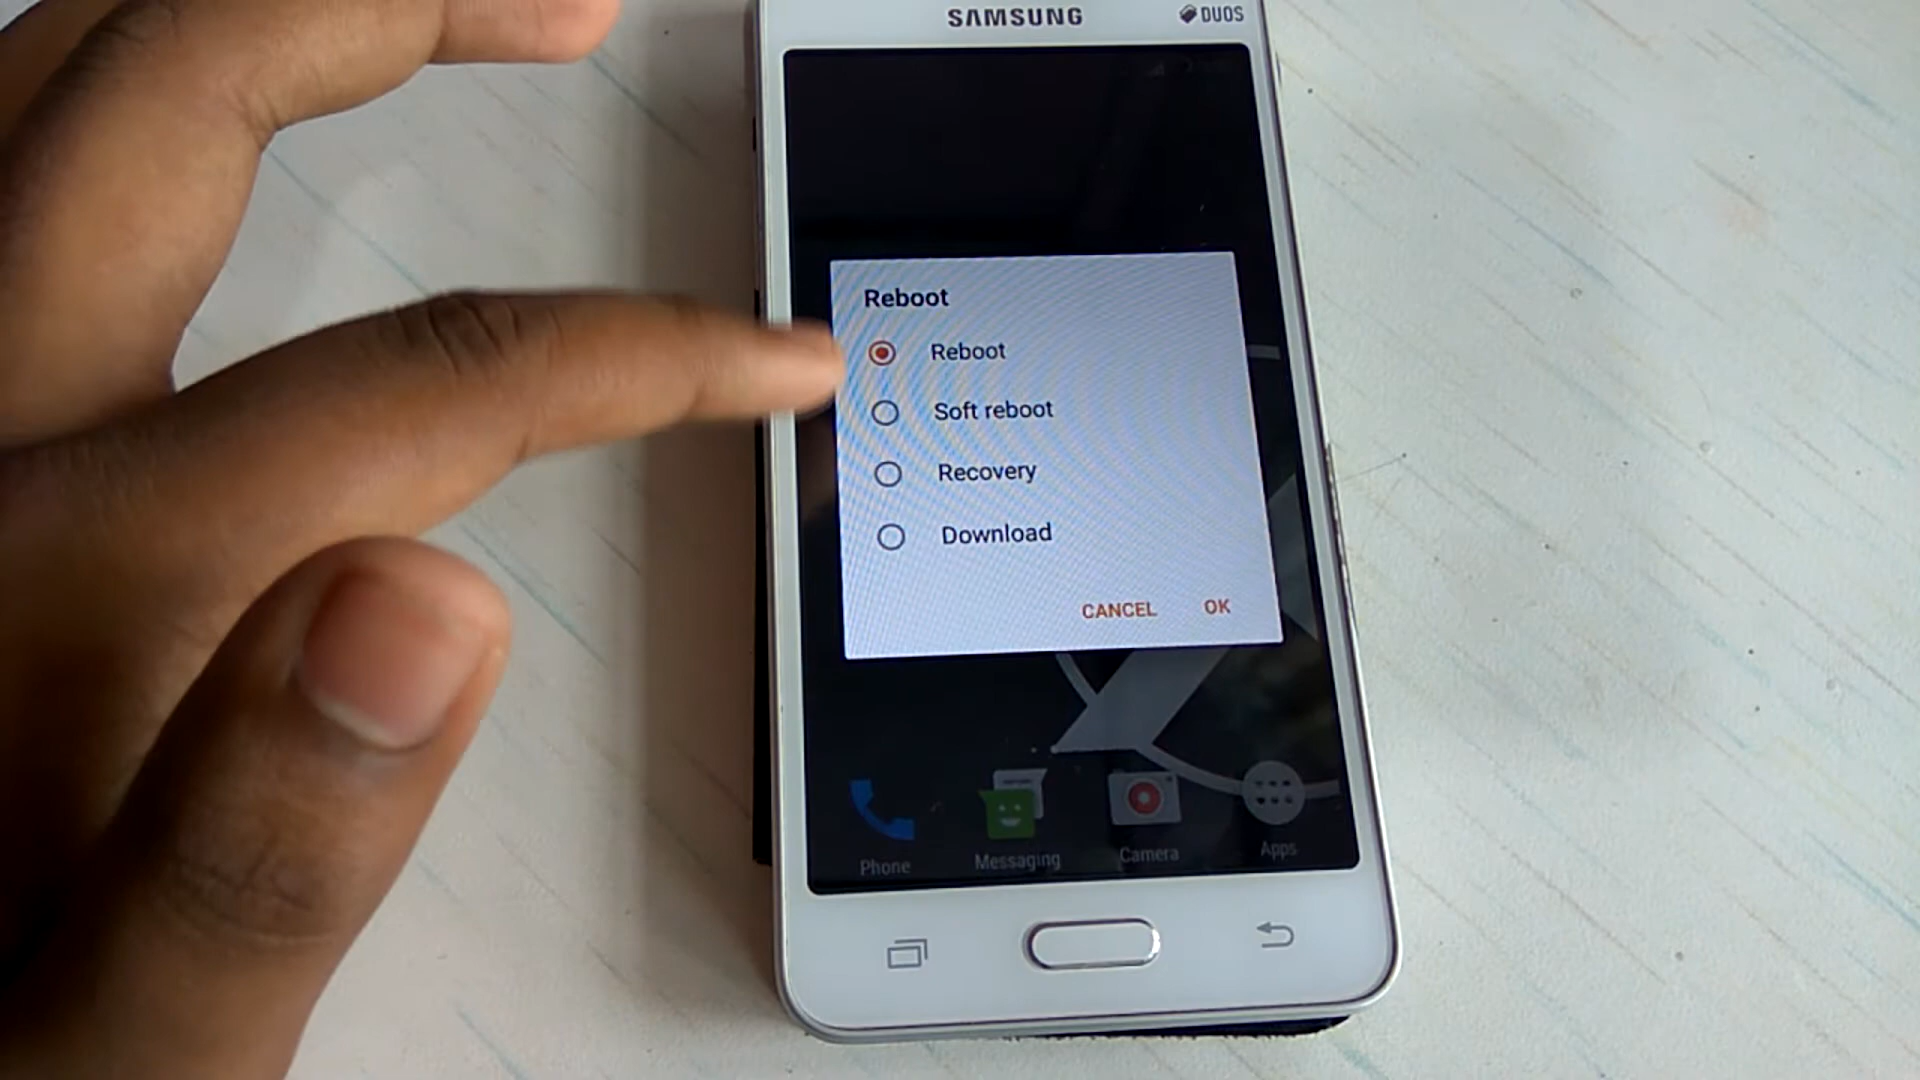 SAMSUNG
DUOS
Reboot
Reboot
Soft reboot
Recovery
Download
CANCEL OK
Phone Messaging Camera Apps